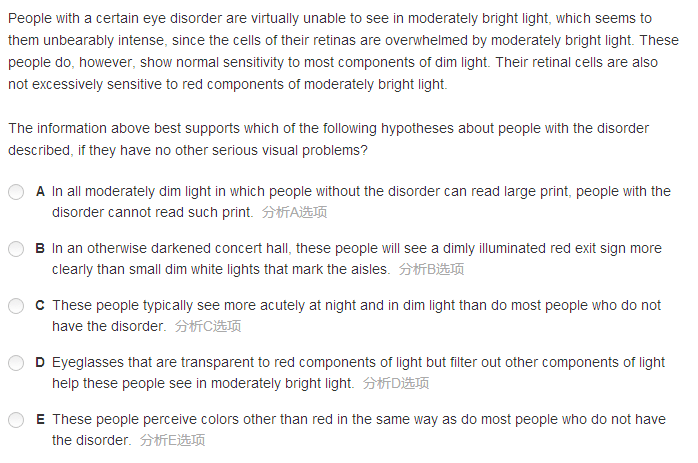 People with a certain eye disorder are virtually unable to see in moderately bright light, which seems to
them unbearably intense, since the cells of their retinas are overwhelmed by moderately bright light. These
people do, however, show normal sensitivity to most components of dim light. Their retinal cells are also
not excessively sensitive to red components of moderately bright light.
The information above best supports which of the following hypotheses about people with the disorder
described, if they have no other serious visual problems?
A In all moderately dim light in which people without the disorder can read large print, people with the
disorder cannot read such print. 分析A选项
B In an otherwise darkened concert hall, these people will see a dimly illuminated red exit sign more
clearly than small dim white lights that mark the aisles. 分析B选项
C These people typically see more acutely at night and in dim light than do most people who do not
have the disorder. 分析C选项
D Eyeglasses that are transparent to red components of light but filter out other components of light
help these people see in moderately bright light. 分析D选项
E These people perceive colors other than red in the same way as do most people who do not have
the disorder. 分析E选项